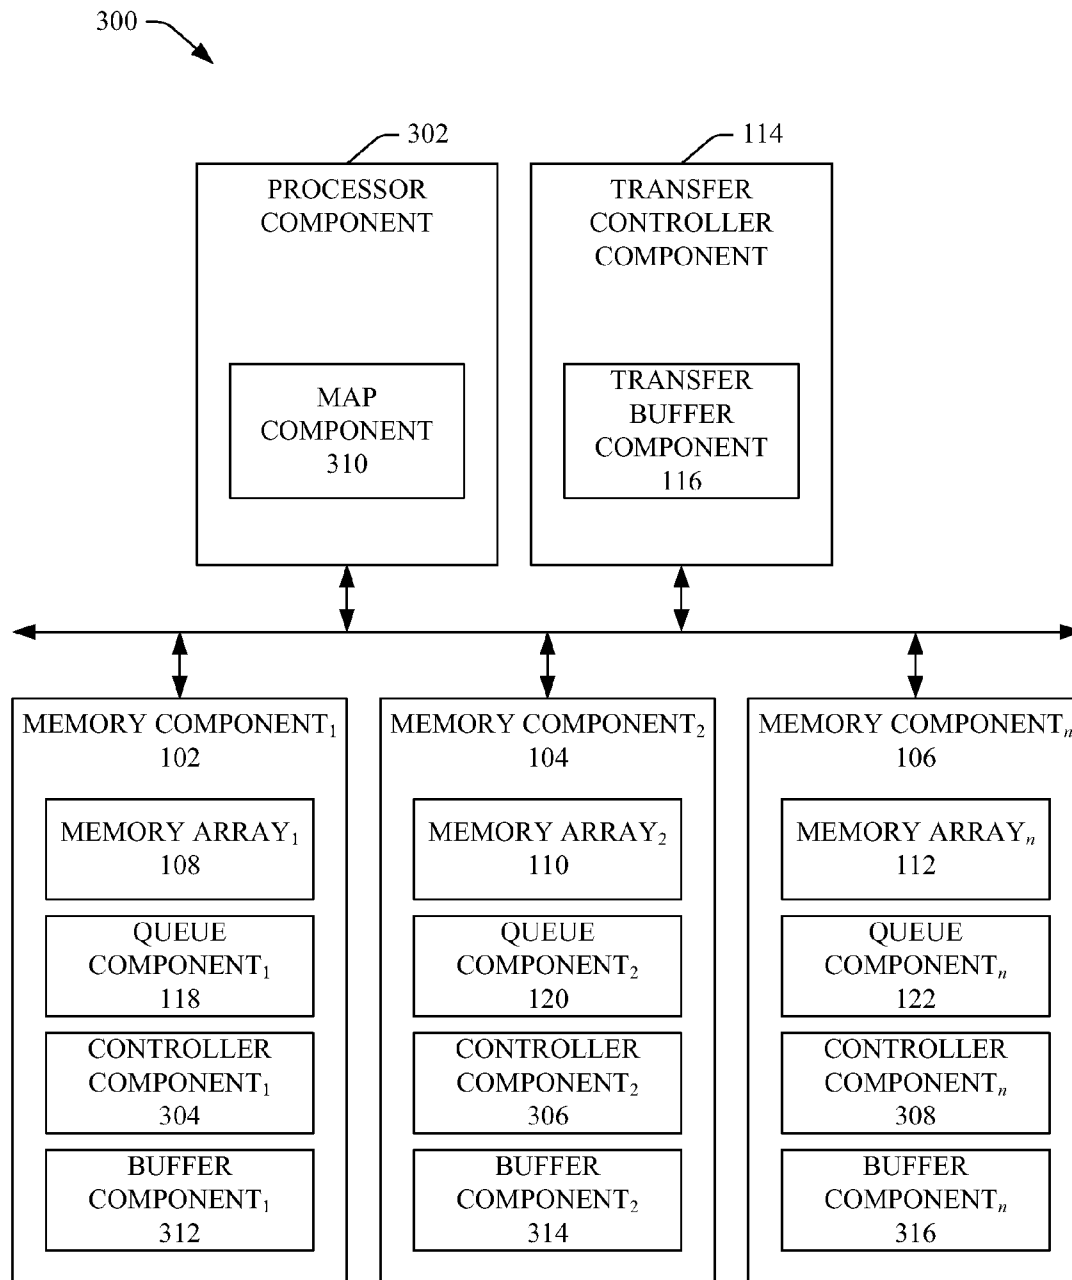 300
302
114
PROCESSOR
COMPONENT
TRANSFER
CONTROLLER
COMPONENT
MAP
COMPONENT
310
TRANSFER
BUFFER
COMPONENT
116
MEMORY COMPONENT₁
102
MEMORY ARRAY₁
108
QUEUE
COMPONENT₁
118
CONTROLLER
COMPONENT₁
304
BUFFER
COMPONENT₁
312
MEMORY COMPONENT₂
104
MEMORY ARRAY₂
110
QUEUE
COMPONENT₂
120
CONTROLLER
COMPONENT₂
306
BUFFER
COMPONENT₂
314
MEMORY COMPONENTₙ
106
MEMORY ARRAYₙ
112
QUEUE
COMPONENTₙ
122
CONTROLLER
COMPONENTₙ
308
BUFFER
COMPONENTₙ
316